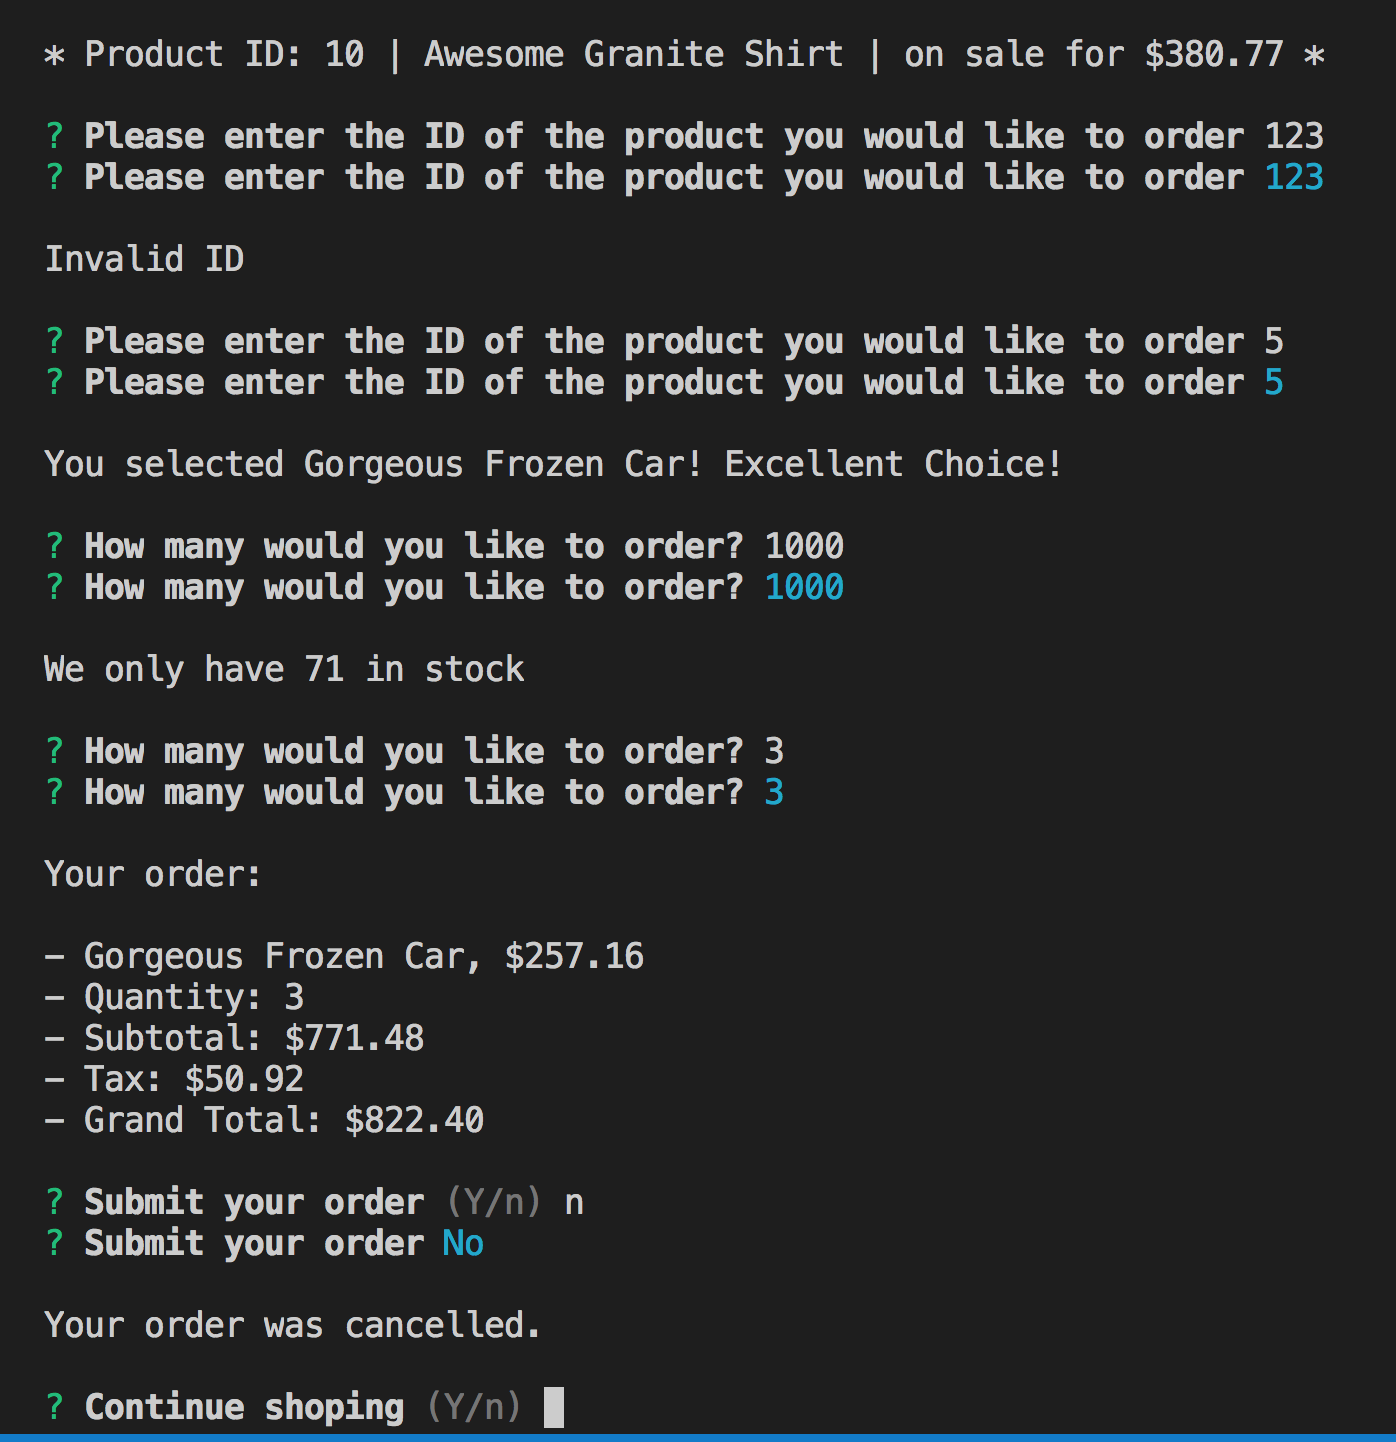 * Product ID: 10 | Awesome Granite Shirt | on sale for $380.77 *
? Please enter the ID of the product you would like to order 123
? Please enter the ID of the product you would like to order 123
Invalid ID
? Please enter the ID of the product you would like to order 5
? Please enter the ID of the product you would like to order 5
You selected Gorgeous Frozen Car! Excellent Choice!
? How many would you like to order? 1000
? How many would you like to order? 1000
We only have 71 in stock
? How many would you like to order? 3
? How many would you like to order? 3
Your order:
– Gorgeous Frozen Car, $257.16
– Quantity: 3
– Subtotal: $771.48
– Tax: $50.92
– Grand Total: $822.40
? Submit your order (Y/n) n
? Submit your order No
Your order was cancelled.
? Continue shoping (Y/n)